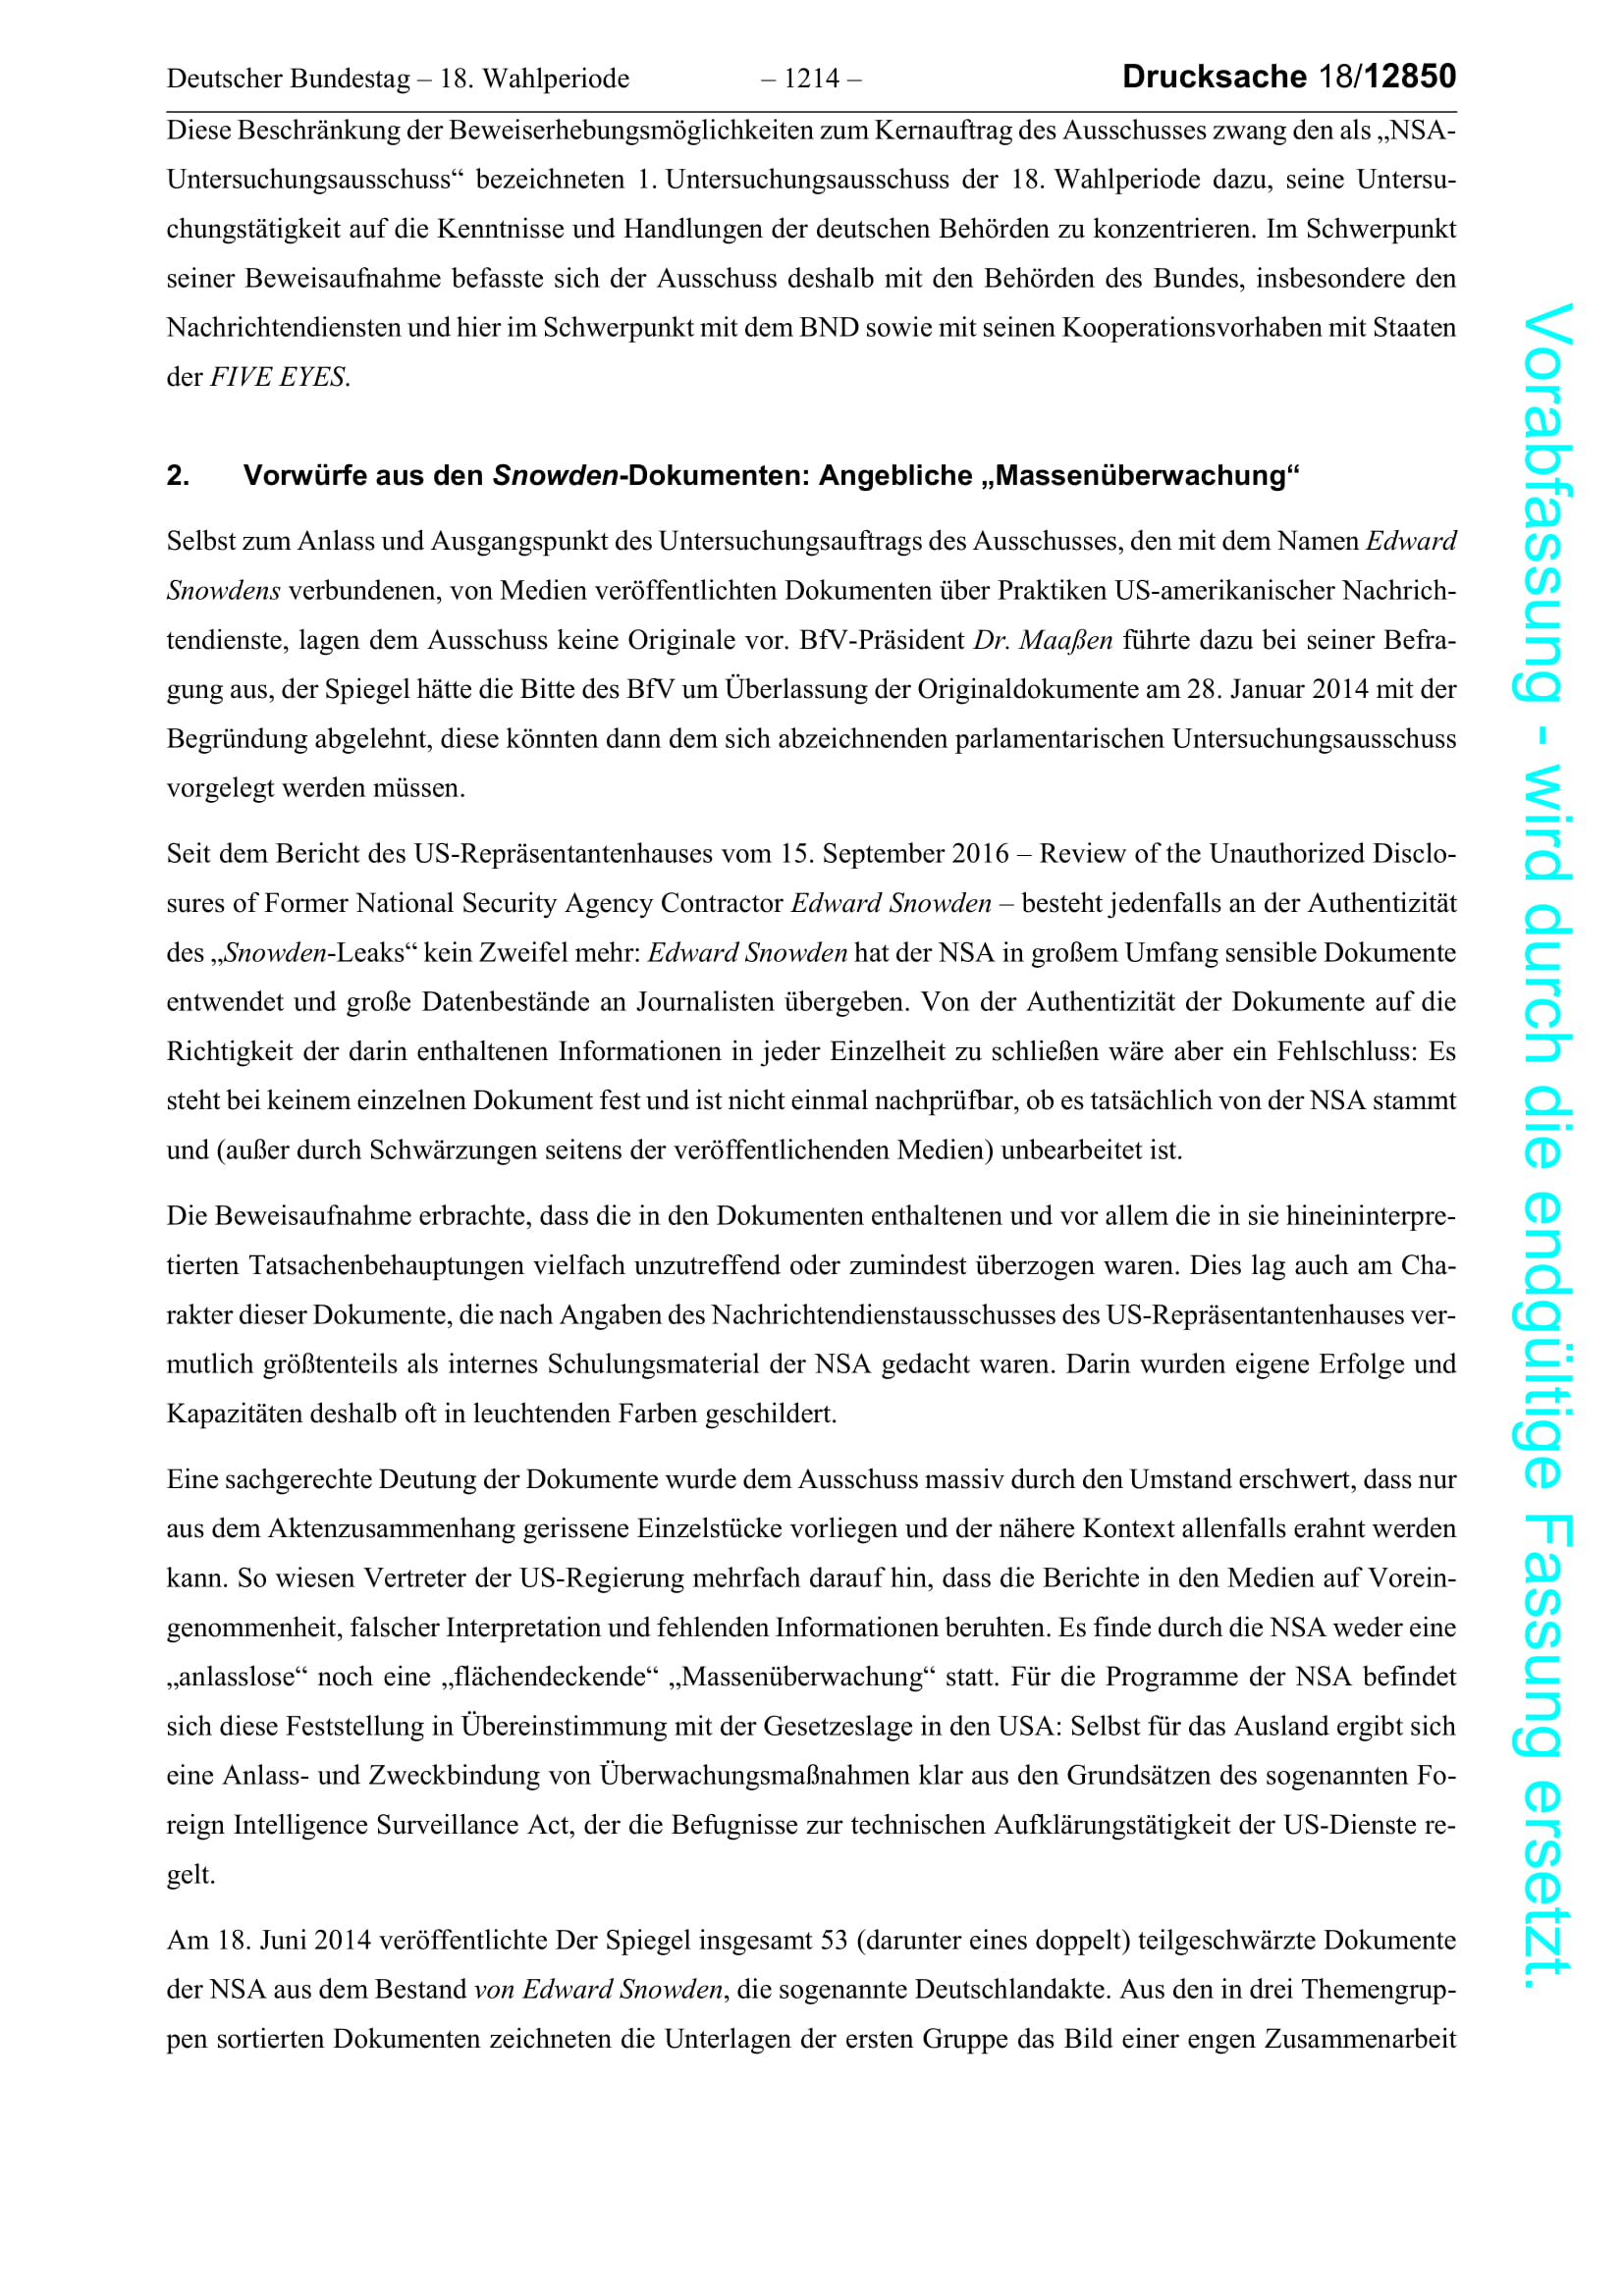 Deutscher Bundestag – 18. Wahlperiode – 1214 – Drucksache 18/12850
Diese Beschränkung der Beweiserhebungsmöglichkeiten zum Kernauftrag des Ausschusses zwang den als „NSA-
Untersuchungsausschuss“ bezeichneten 1. Untersuchungsausschuss der 18. Wahlperiode dazu, seine Untersu-
chungstätigkeit auf die Kenntnisse und Handlungen der deutschen Behörden zu konzentrieren. Im Schwerpunkt
seiner Beweisaufnahme befasste sich der Ausschuss deshalb mit den Behörden des Bundes, insbesondere den
Nachrichtendiensten und hier im Schwerpunkt mit dem BND sowie mit seinen Kooperationsvorhaben mit Staaten
der FIVE EYES.
2. Vorwürfe aus den Snowden-Dokumenten: Angebliche „Massenüberwachung“
Selbst zum Anlass und Ausgangspunkt des Untersuchungsauftrags des Ausschusses, den mit dem Namen Edward
Snowdens verbundenen, von Medien veröffentlichten Dokumenten über Praktiken US-amerikanischer Nachrich-
tendienste, lagen dem Ausschuss keine Originale vor. BfV-Präsident Dr. Maaßen führte dazu bei seiner Befra-
gung aus, der Spiegel hätte die Bitte des BfV um Überlassung der Originaldokumente am 28. Januar 2014 mit der
Begründung abgelehnt, diese könnten dann dem sich abzeichnenden parlamentarischen Untersuchungsausschuss
vorgelegt werden müssen.
Seit dem Bericht des US-Repräsentantenhauses vom 15. September 2016 – Review of the Unauthorized Disclo-
sures of Former National Security Agency Contractor Edward Snowden – besteht jedenfalls an der Authentizität
des „Snowden-Leaks“ kein Zweifel mehr: Edward Snowden hat der NSA in großem Umfang sensible Dokumente
entwendet und große Datenbestände an Journalisten übergeben. Von der Authentizität der Dokumente auf die
Richtigkeit der darin enthaltenen Informationen in jeder Einzelheit zu schließen wäre aber ein Fehlschluss: Es
steht bei keinem einzelnen Dokument fest und ist nicht einmal nachprüfbar, ob es tatsächlich von der NSA stammt
und (außer durch Schwärzungen seitens der veröffentlichenden Medien) unbearbeitet ist.
Die Beweisaufnahme erbrachte, dass die in den Dokumenten enthaltenen und vor allem die in sie hineininterpre-
tierten Tatsachenbehauptungen vielfach unzutreffend oder zumindest überzogen waren. Dies lag auch am Cha-
rakter dieser Dokumente, die nach Angaben des Nachrichtendienstausschusses des US-Repräsentantenhauses ver-
mutlich größtenteils als internes Schulungsmaterial der NSA gedacht waren. Darin wurden eigene Erfolge und
Kapazitäten deshalb oft in leuchtenden Farben geschildert.
Eine sachgerechte Deutung der Dokumente wurde dem Ausschuss massiv durch den Umstand erschwert, dass nur
aus dem Aktenzusammenhang gerissene Einzelstücke vorliegen und der nähere Kontext allenfalls erahnt werden
kann. So wiesen Vertreter der US-Regierung mehrfach darauf hin, dass die Berichte in den Medien auf Vorein-
genommenheit, falscher Interpretation und fehlenden Informationen beruhten. Es finde durch die NSA weder eine
„anlasslose“ noch eine „flächendeckende“ „Massenüberwachung“ statt. Für die Programme der NSA befindet
sich diese Feststellung in Übereinstimmung mit der Gesetzeslage in den USA: Selbst für das Ausland ergibt sich
eine Anlass- und Zweckbindung von Überwachungsmaßnahmen klar aus den Grundsätzen des sogenannten Fo-
reign Intelligence Surveillance Act, der die Befugnisse zur technischen Aufklärungstätigkeit der US-Dienste re-
gelt.
Am 18. Juni 2014 veröffentlichte Der Spiegel insgesamt 53 (darunter eines doppelt) teilgeschwärzte Dokumente
der NSA aus dem Bestand von Edward Snowden, die sogenannte Deutschlandakte. Aus den in drei Themengrup-
pen sortierten Dokumenten zeichneten die Unterlagen der ersten Gruppe das Bild einer engen Zusammenarbeit
Vorabfassung - wird durch die endgültige Fassung ersetzt.